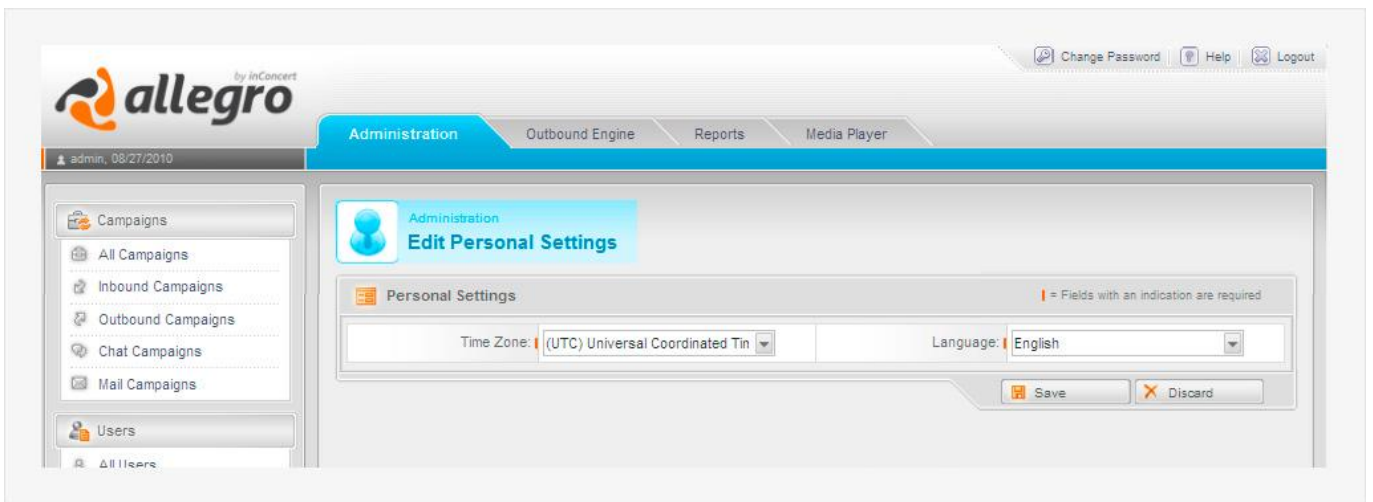 Change Password Help Logout
by inConcert
allegro
Administration Outbound Engine Reports Media Player
admin, 08/27/2010
Campaigns
All Campaigns
Inbound Campaigns
Outbound Campaigns
Chat Campaigns
Mail Campaigns
Users
All Users
Administration
Edit Personal Settings
Personal Settings = Fields with an indication are required
Time Zone: (UTC) Universal Coordinated Tim Language: English
Save Discard